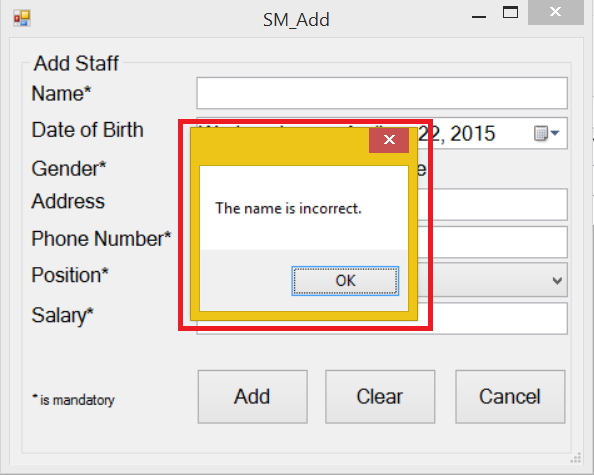 SM_Add
Add Staff
Name*
Date of Birth
22, 2015
Gender*
Address
The name is incorrect.
Phone Number*
Position*
OK
Salary*
* is mandatory
Add
Clear
Cancel